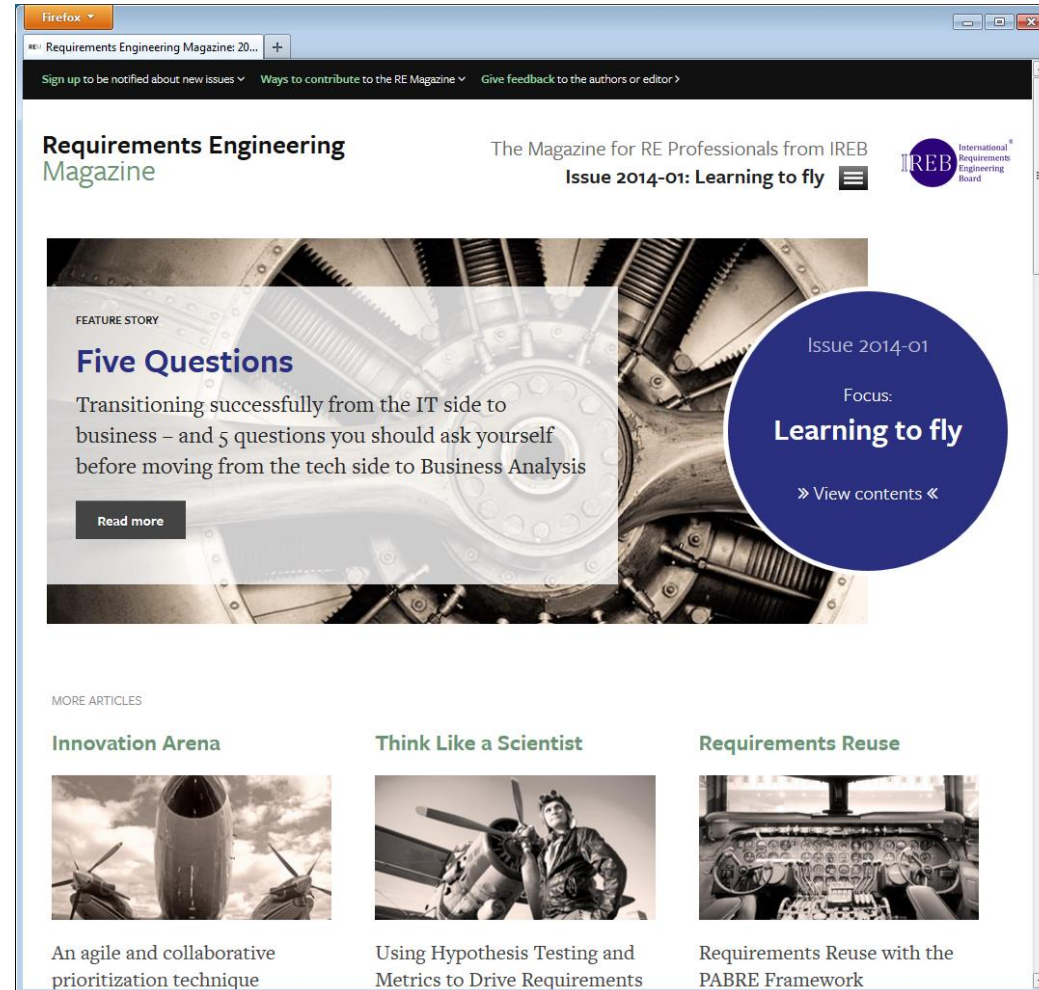 Firefox
REM Requirements Engineering Magazine: 20...
Sign up to be notified about new issues Ways to contribute to the RE Magazine Give feedback to the authors or editor
Requirements Engineering
Magazine
The Magazine for RE Professionals from IREB
Issue 2014-01: Learning to fly
IREB
International®
Requirements
Engineering
Board
FEATURE STORY
Five Questions
Transitioning successfully from the IT side to
business – and 5 questions you should ask yourself
before moving from the tech side to Business Analysis
Read more
Issue 2014-01
Focus:
Learning to fly
» View contents «
MORE ARTICLES
Innovation Arena
An agile and collaborative
prioritization technique
Think Like a Scientist
Using Hypothesis Testing and
Metrics to Drive Requirements
Requirements Reuse
Requirements Reuse with the
PABRE Framework